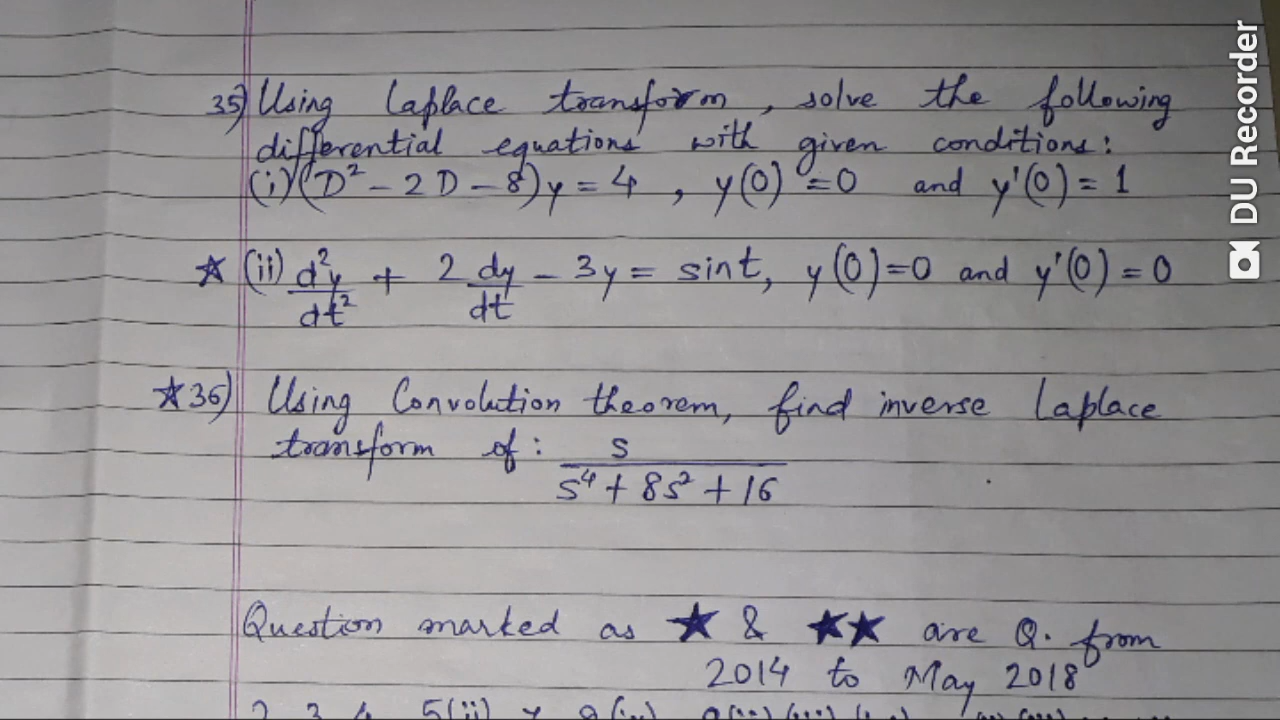 35) Using Laplace transform, solve the following
differential equations with given conditions:
(i) (D² - 2D - 8)y = 4 , y(0) = 0 and y'(0) = 1
☆ (ii) d²y/dt² + 2 dy/dt - 3y = sint, y(0)=0 and y'(0) = 0
☆36) Using Convolution theorem, find inverse Laplace
transform of : s/(s⁴ + 8s² + 16)
Question marked as ★ & ★★ are Q. from
2014 to May 2018
DU Recorder